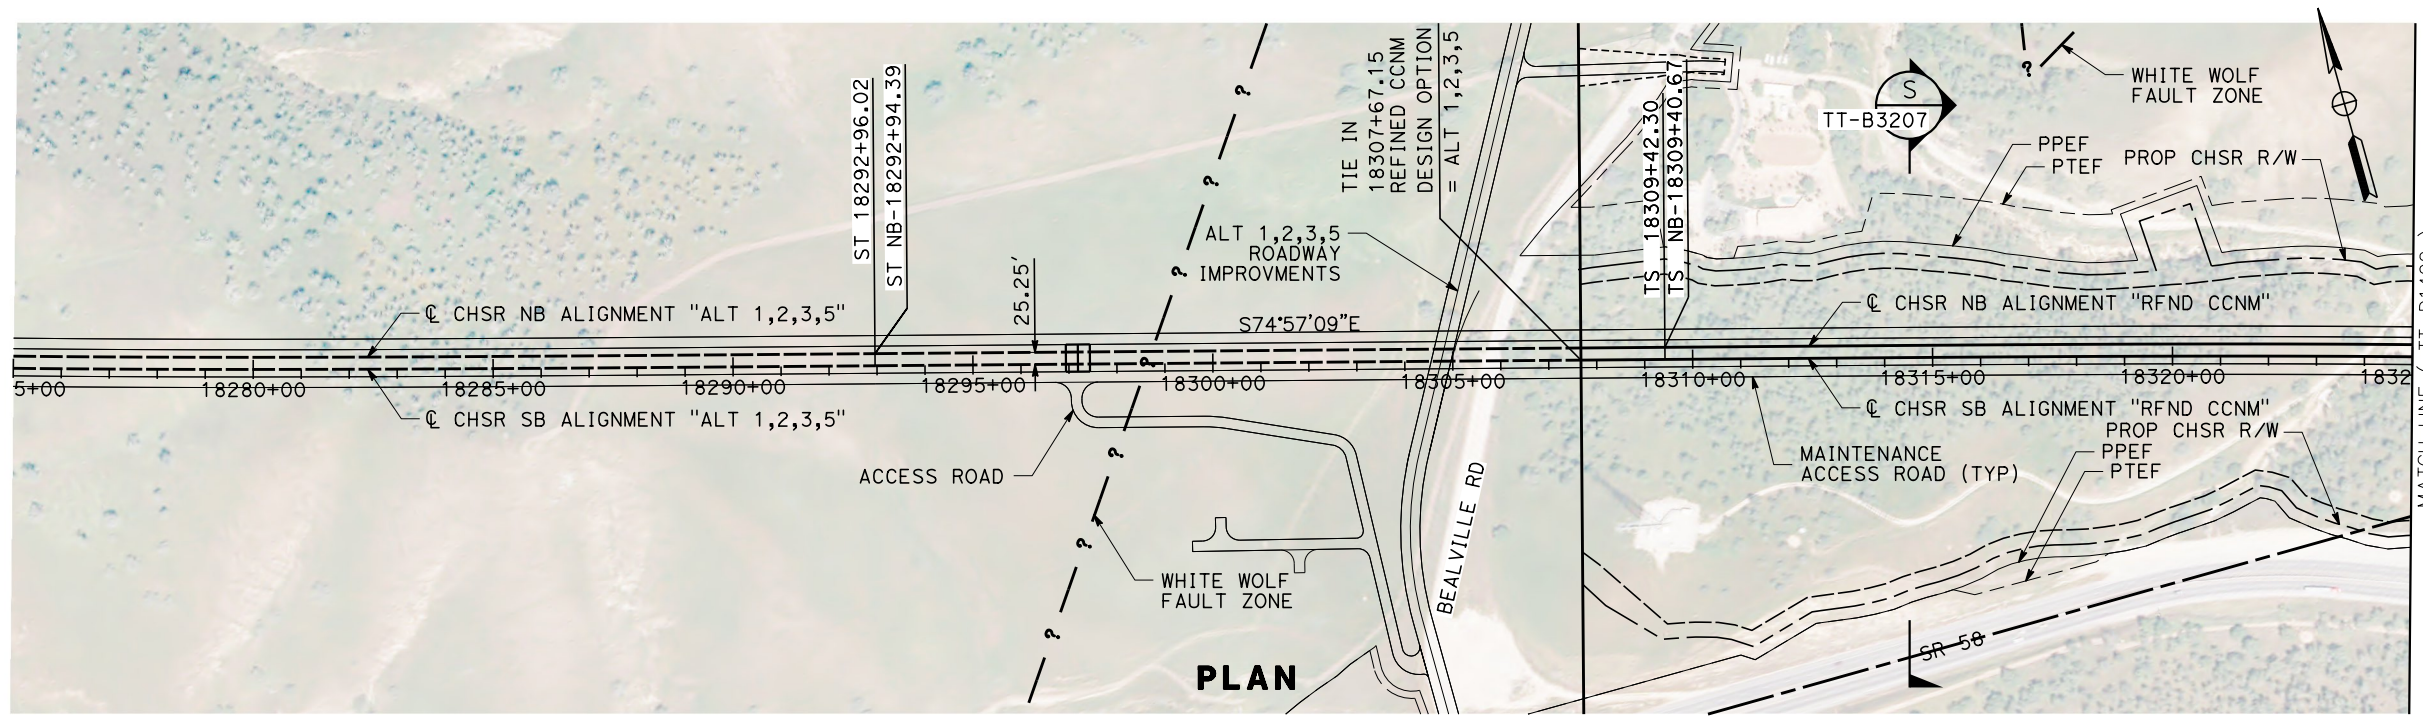 ST 18292+96.02
ST NB-18292+94.39
25.25'
TIE IN
18307+67.15
REFINED CCNM
DESIGN OPTION
= ALT 1,2,3,5
TS 18309+42.30
TS NB-18309+40.67
S
TT-B3207
?
WHITE WOLF
FAULT ZONE
PPEF
PTEF
PROP CHSR R/W
?
?
?
?
ALT 1,2,3,5
ROADWAY
IMPROVMENTS
S74°57'09"E
℄ CHSR NB ALIGNMENT "ALT 1,2,3,5"
℄ CHSR NB ALIGNMENT "RFND CCNM"
5+00
18280+00
18285+00
18290+00
18295+00
18300+00
18305+00
18310+00
18315+00
18320+00
1832
℄ CHSR SB ALIGNMENT "ALT 1,2,3,5"
℄ CHSR SB ALIGNMENT "RFND CCNM"
PROP CHSR R/W
PPEF
PTEF
MAINTENANCE
ACCESS ROAD (TYP)
ACCESS ROAD
?
?
?
WHITE WOLF
FAULT ZONE
BEALVILLE RD
SR 58
PLAN